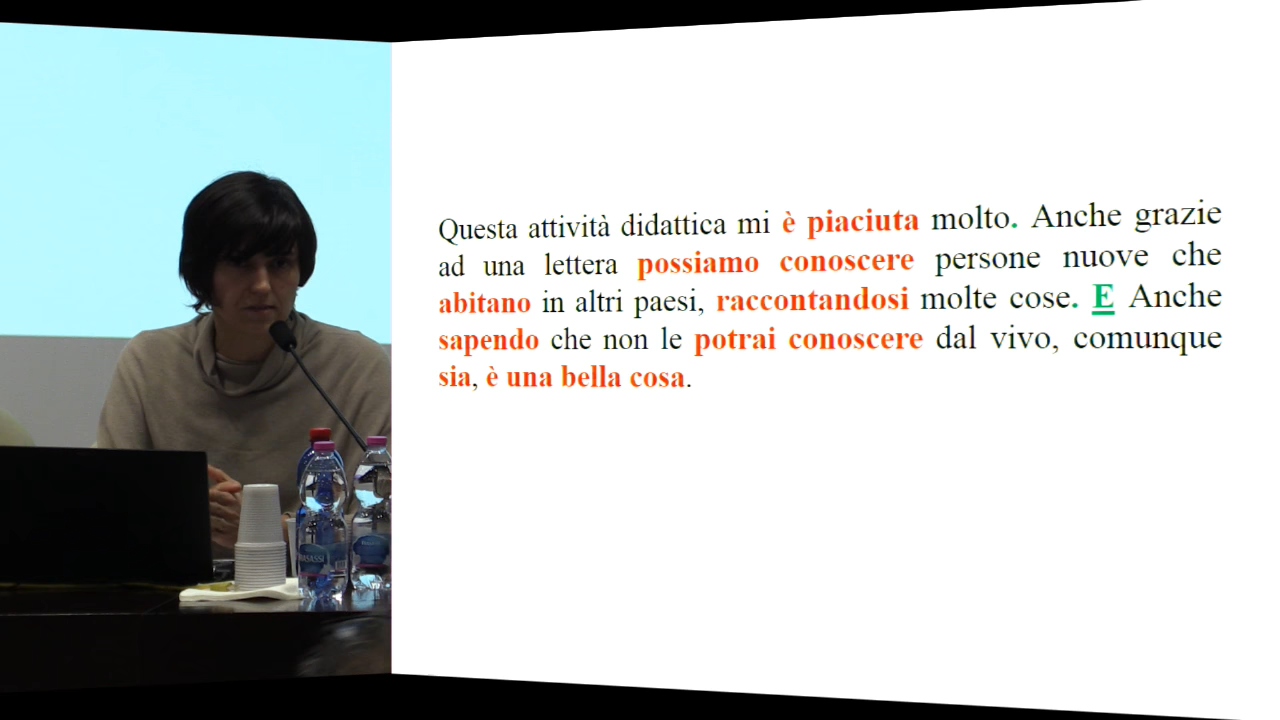 Questa attività didattica mi è piaciuta molto. Anche grazie
ad una lettera possiamo conoscere persone nuove che
abitano in altri paesi, raccontandosi molte cose. E Anche
sapendo che non le potrai conoscere dal vivo, comunque
sia, è una bella cosa.